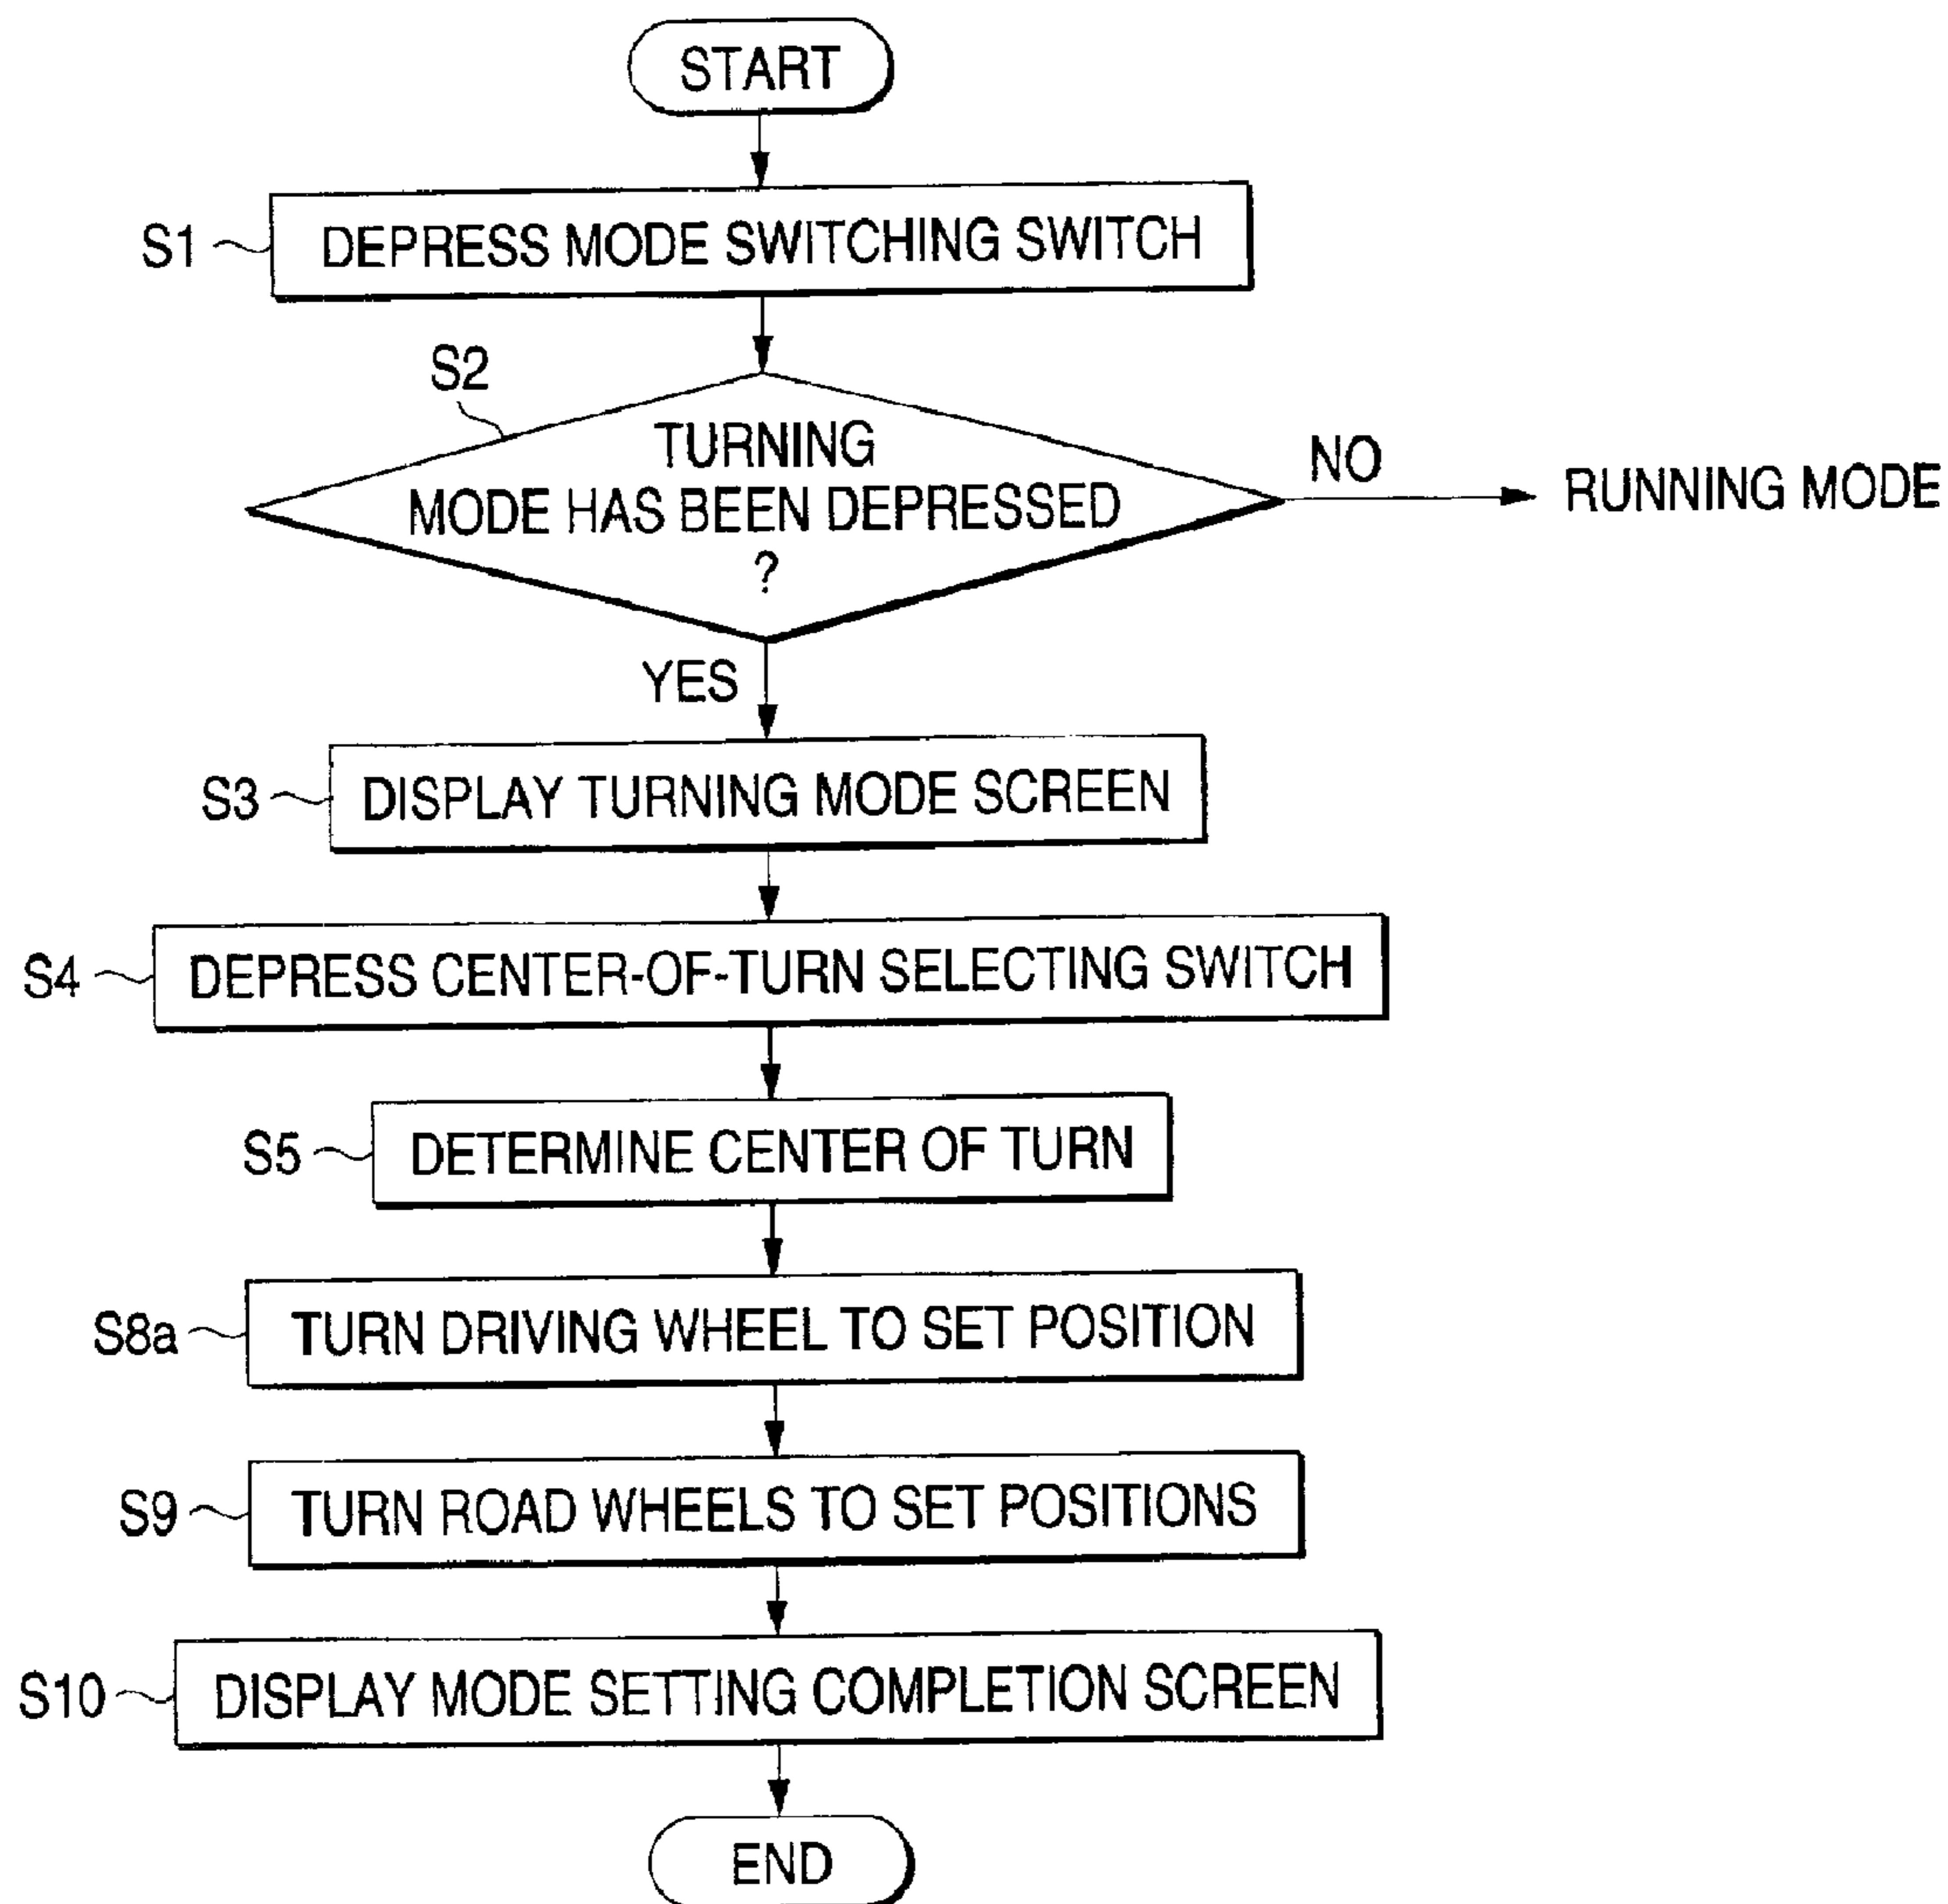 START
S1
DEPRESS MODE SWITCHING SWITCH
S2
TURNING
MODE HAS BEEN DEPRESSED
?
NO
RUNNING MODE
YES
S3
DISPLAY TURNING MODE SCREEN
S4
DEPRESS CENTER-OF-TURN SELECTING SWITCH
S5
DETERMINE CENTER OF TURN
S8a
TURN DRIVING WHEEL TO SET POSITION
S9
TURN ROAD WHEELS TO SET POSITIONS
S10
DISPLAY MODE SETTING COMPLETION SCREEN
END